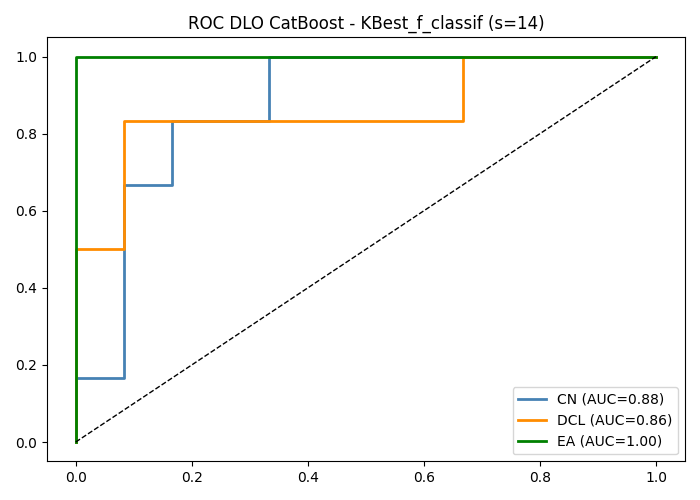 ROC DLO CatBoost - KBest_f_classif (s=14)
1.0
0.8
0.6
0.4
0.2
0.0
0.0 0.2 0.4 0.6 0.8 1.0
CN (AUC=0.88)
DCL (AUC=0.86)
EA (AUC=1.00)